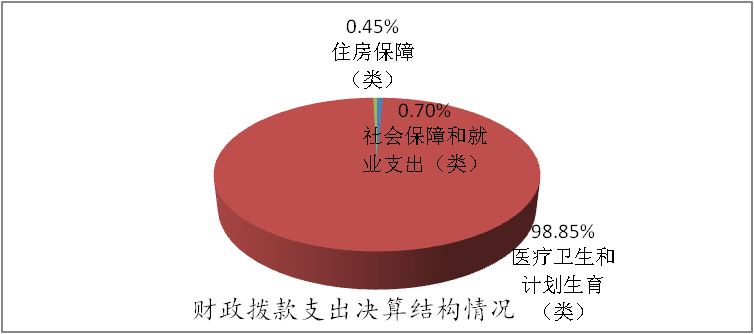 0.45%
住房保障
（类）
0.70%
社会保障和就
业支出（类）
98.85%
医疗卫生和
计划生育
（类）
财政拨款支出决算结构情况